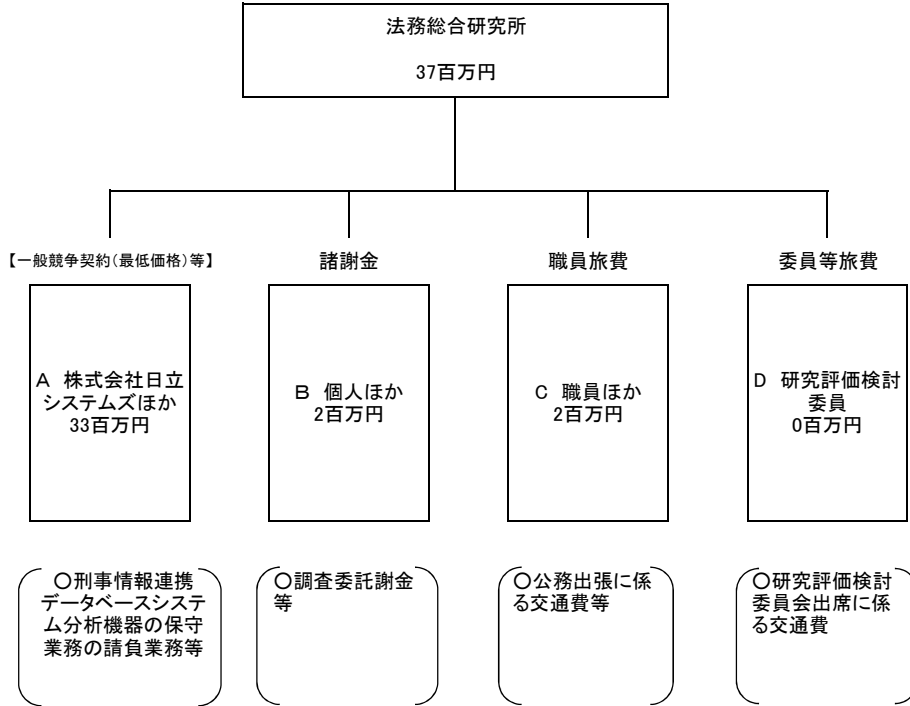 法務総合研究所
37百万円
【一般競争契約(最低価格)等】
諸謝金
職員旅費
委員等旅費
A 株式会社日立
システムズほか
33百万円
B 個人ほか
2百万円
C 職員ほか
2百万円
D 研究評価検討
委員
0百万円
○刑事情報連携
データベースシステ
ム分析機器の保守
業務の請負業務等
○調査委託謝金
等
○公務出張に係
る交通費等
○研究評価検討
委員会出席に係
る交通費